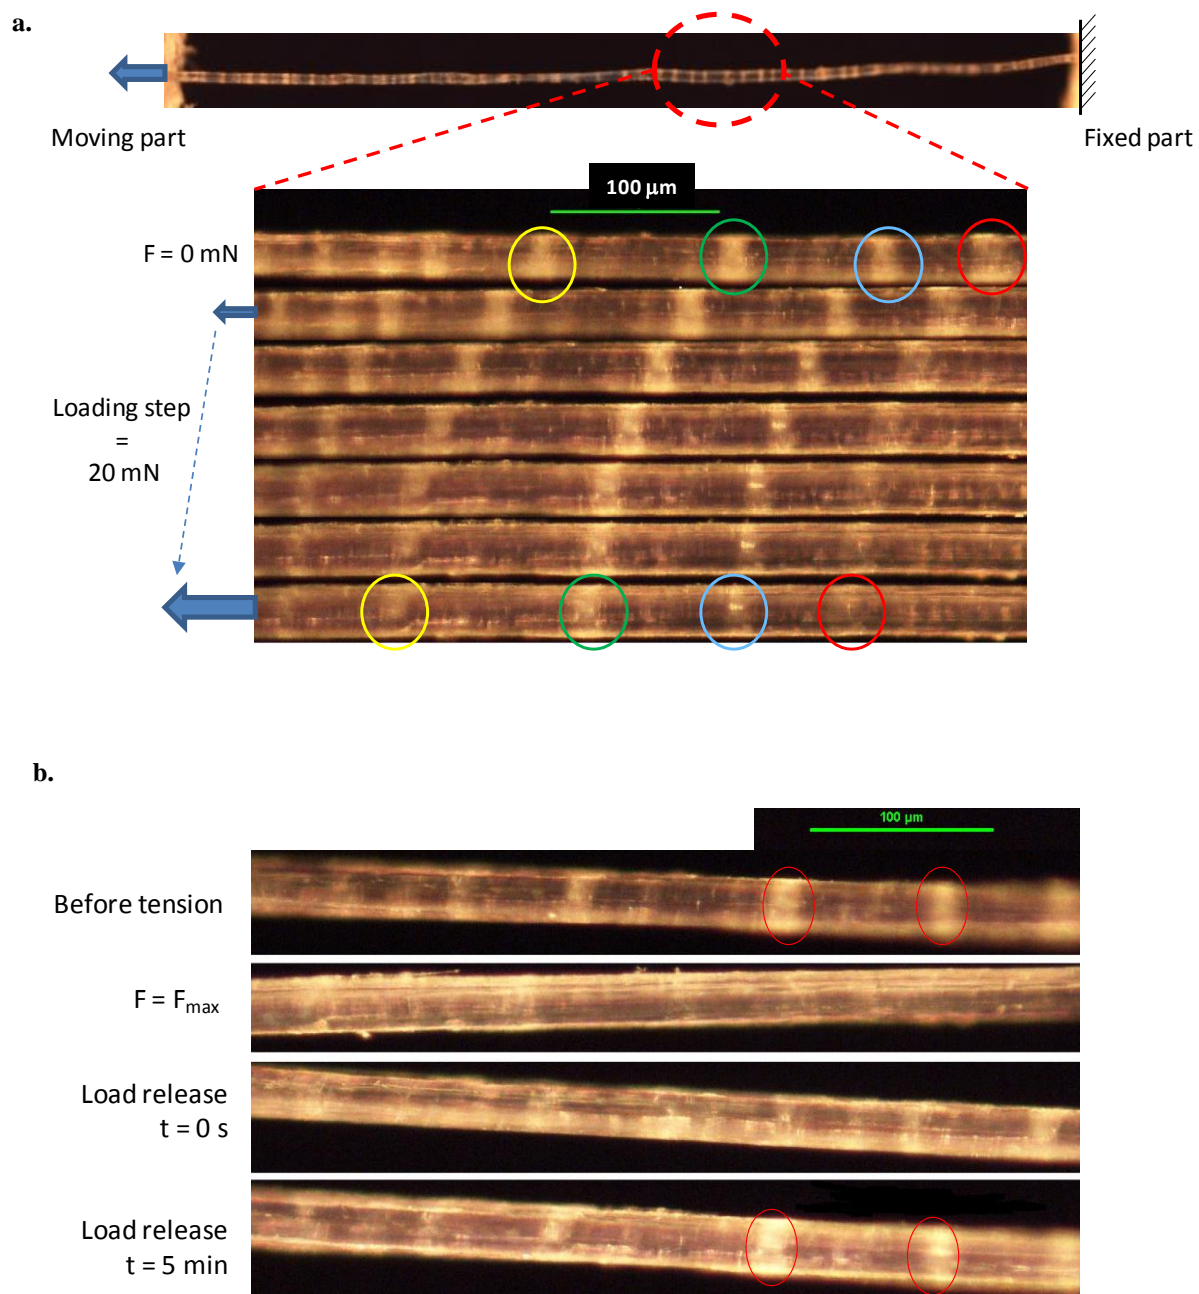 a.
Moving part
Fixed part
100 µm
F = 0 mN
Loading step
=
20 mN
b.
100 µm
Before tension
F = Fmax
Load release
t = 0 s
Load release
t = 5 min